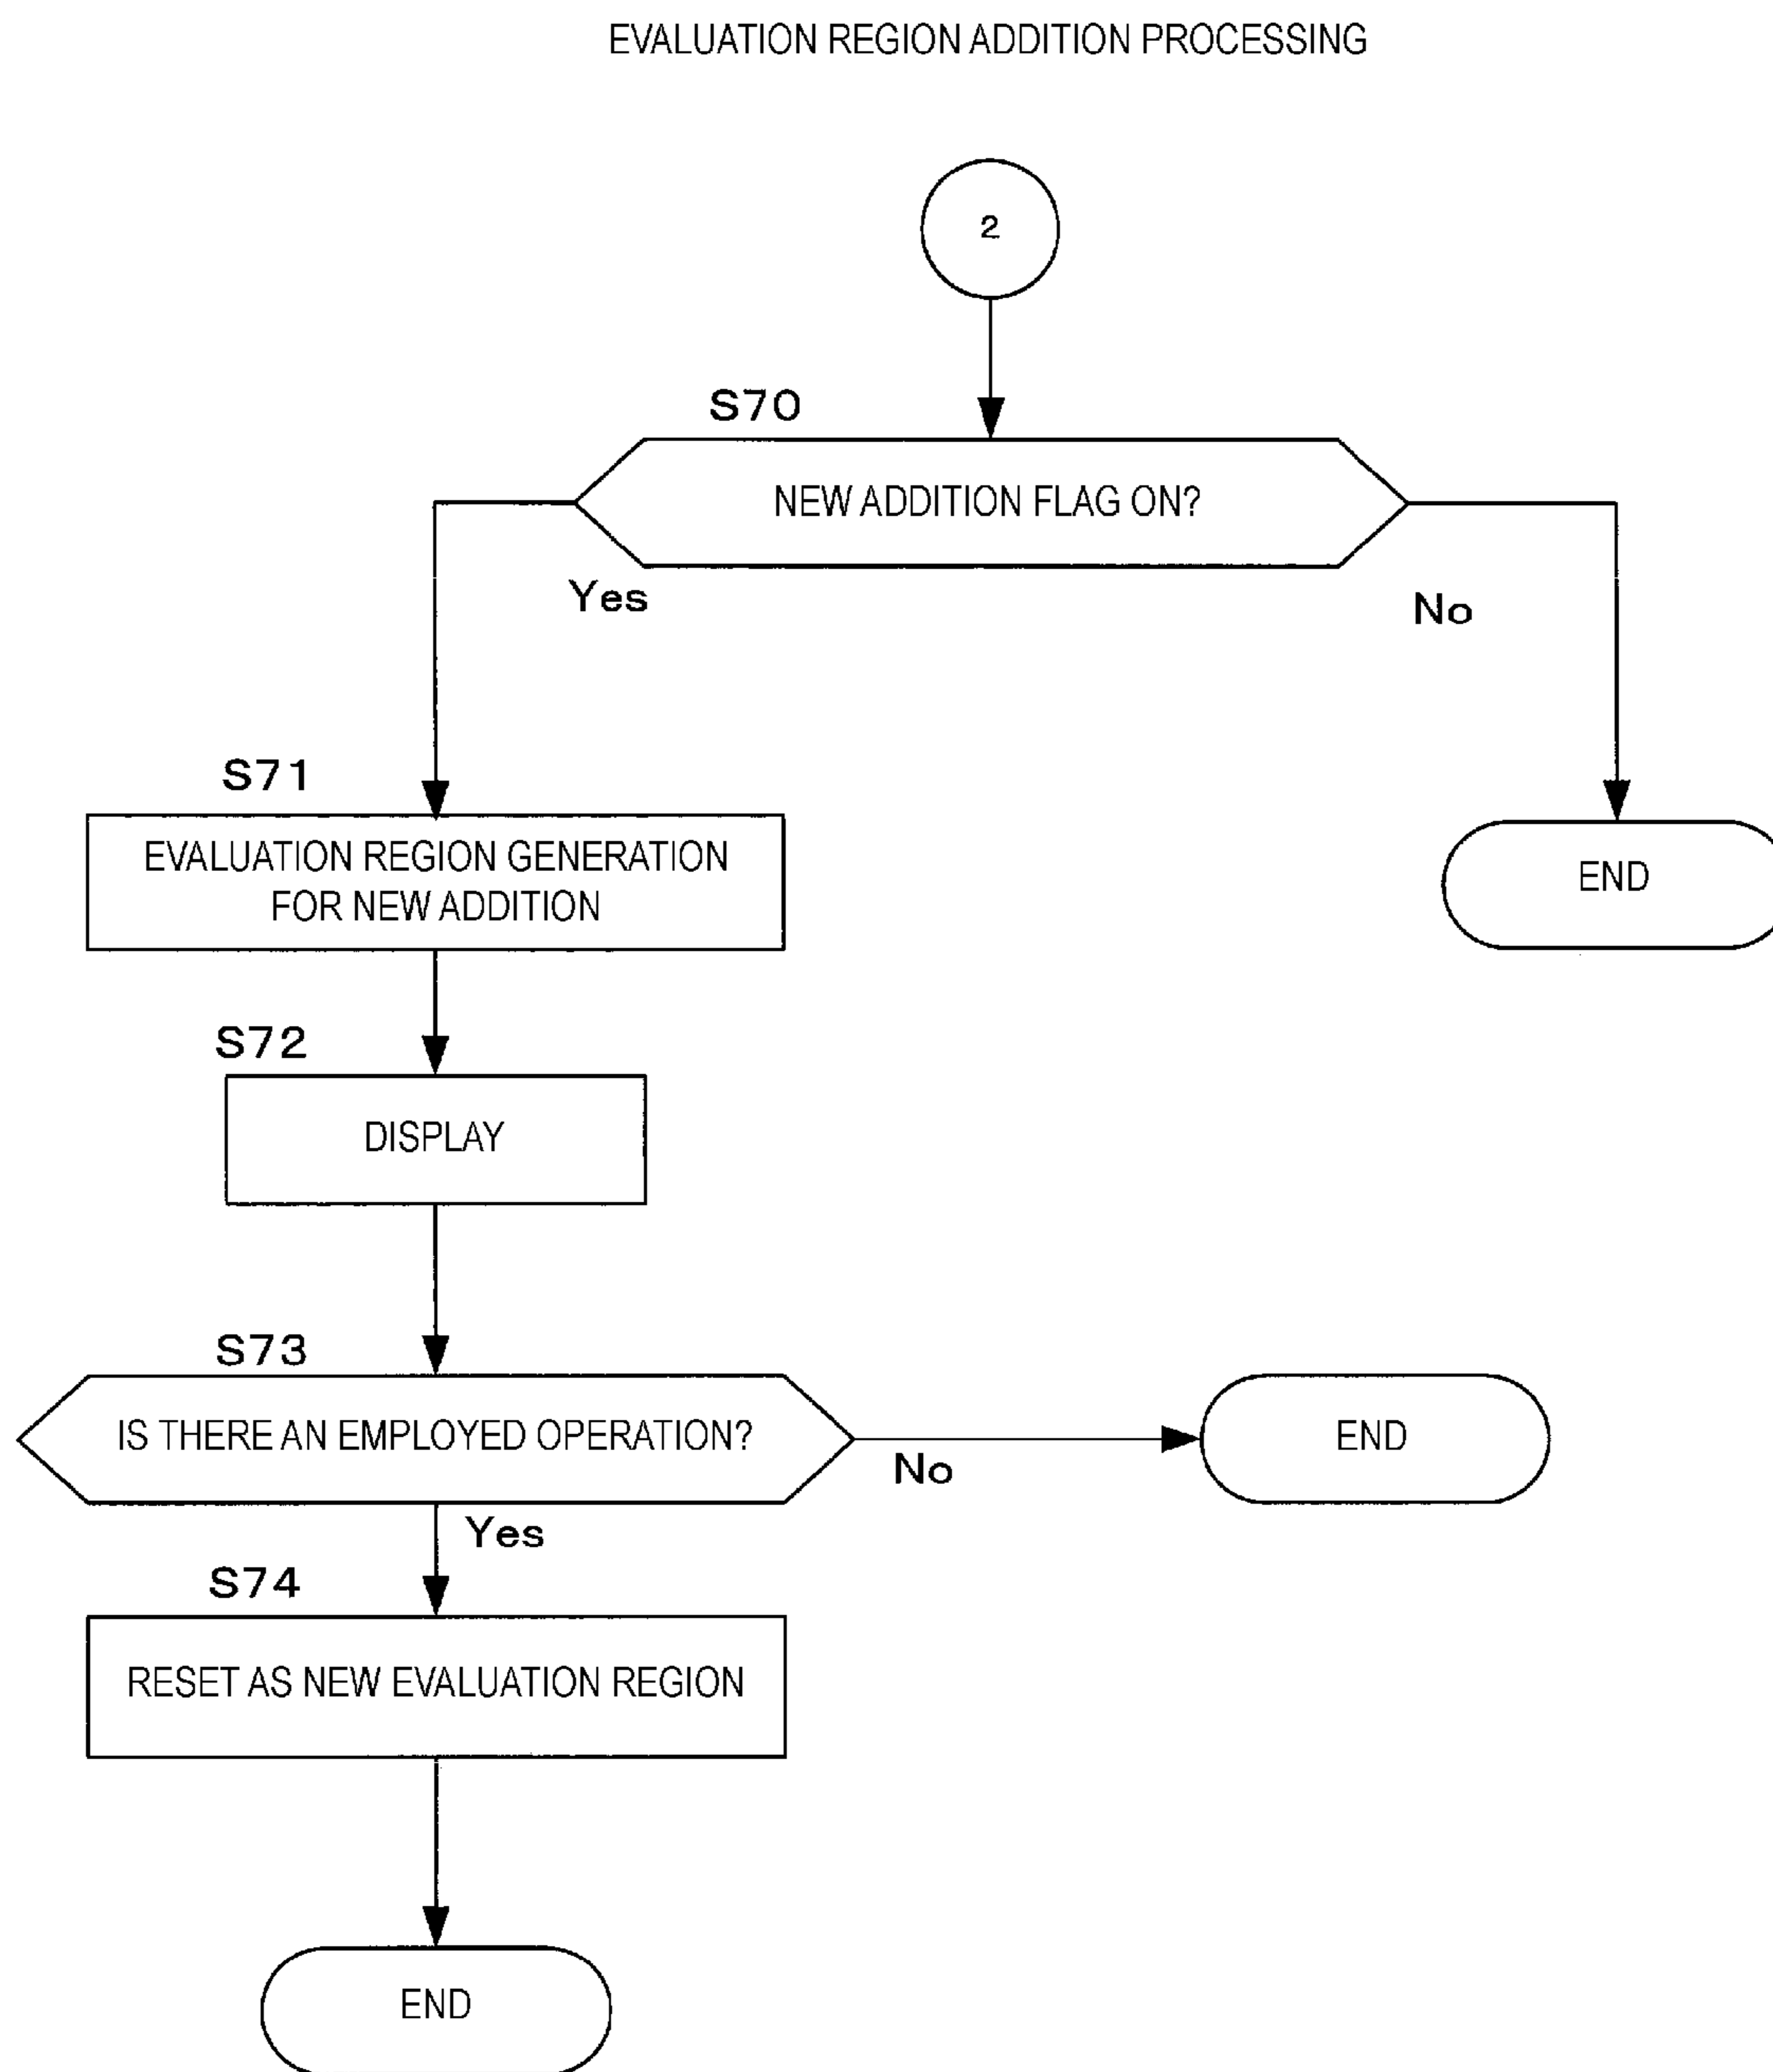 EVALUATION REGION ADDITION PROCESSING
2
S70
NEW ADDITION FLAG ON?
Yes
No
S71
EVALUATION REGION GENERATION
FOR NEW ADDITION
END
S72
DISPLAY
S73
IS THERE AN EMPLOYED OPERATION?
No
END
Yes
S74
RESET AS NEW EVALUATION REGION
END